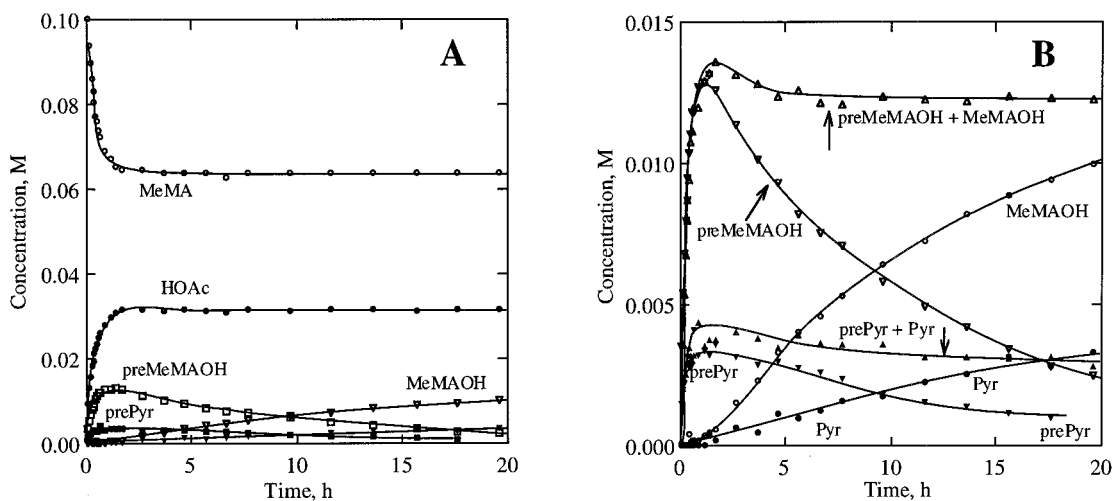 A
Concentration, M
0.10
0.08
0.06
0.04
0.02
0.00
MeMA
HOAc
preMeMAOH
MeMAOH
prePyr
0
5
10
15
20
Time, h
B
Concentration, M
0.015
0.010
0.005
0.000
preMeMAOH + MeMAOH
MeMAOH
preMeMAOH
prePyr + Pyr
prePyr
Pyr
Pyr
prePyr
0
5
10
15
20
Time, h